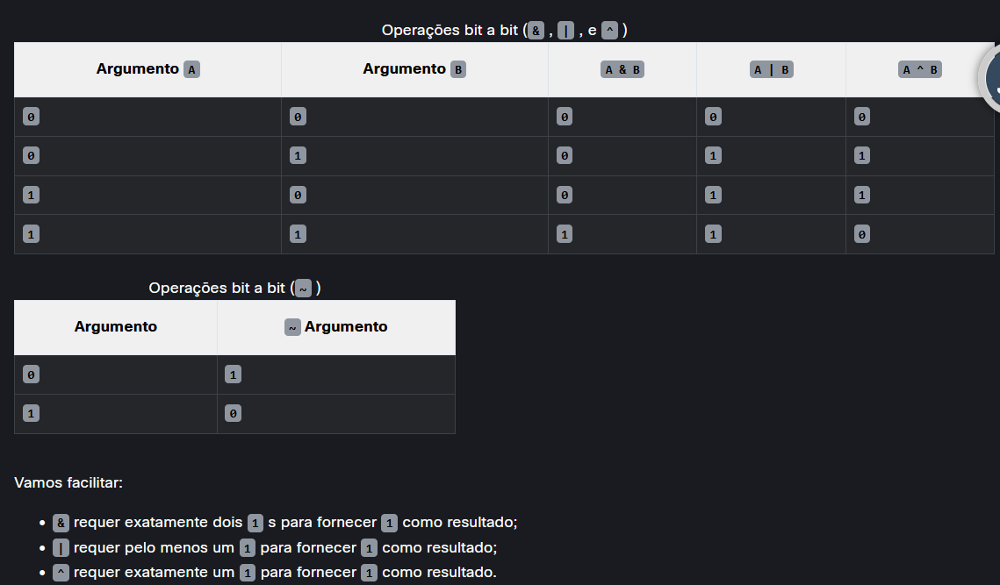 Operações bit a bit (& , | , e ^ )
Argumento A Argumento B A & B A | B A ^ B
0 0 0 0 0
0 1 0 1 1
1 0 0 1 1
1 1 1 1 0
Operações bit a bit (~ )
Argumento ~ Argumento
0 1
1 0
Vamos facilitar:
• & requer exatamente dois 1 s para fornecer 1 como resultado;
• | requer pelo menos um 1 para fornecer 1 como resultado;
• ^ requer exatamente um 1 para fornecer 1 como resultado.